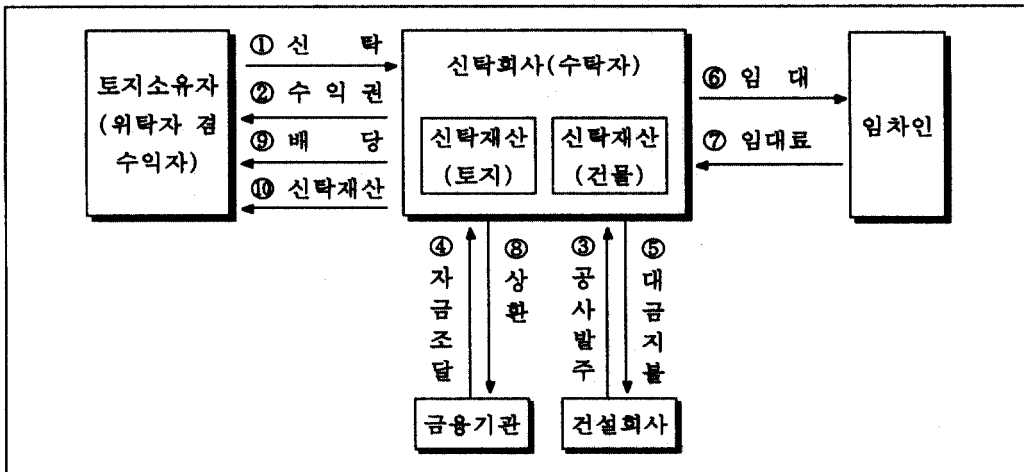 토지소유자
(위탁자 겸
수익자)
① 신 탁
② 수 익 권
⑨ 배 당
⑩ 신탁재산
신탁회사(수탁자)
신탁재산
(토지)
신탁재산
(건물)
⑥ 임 대
⑦ 임대료
임차인
④ 자금조달
⑧ 상환
③ 공사발주
⑤ 대금지불
금융기관
건설회사